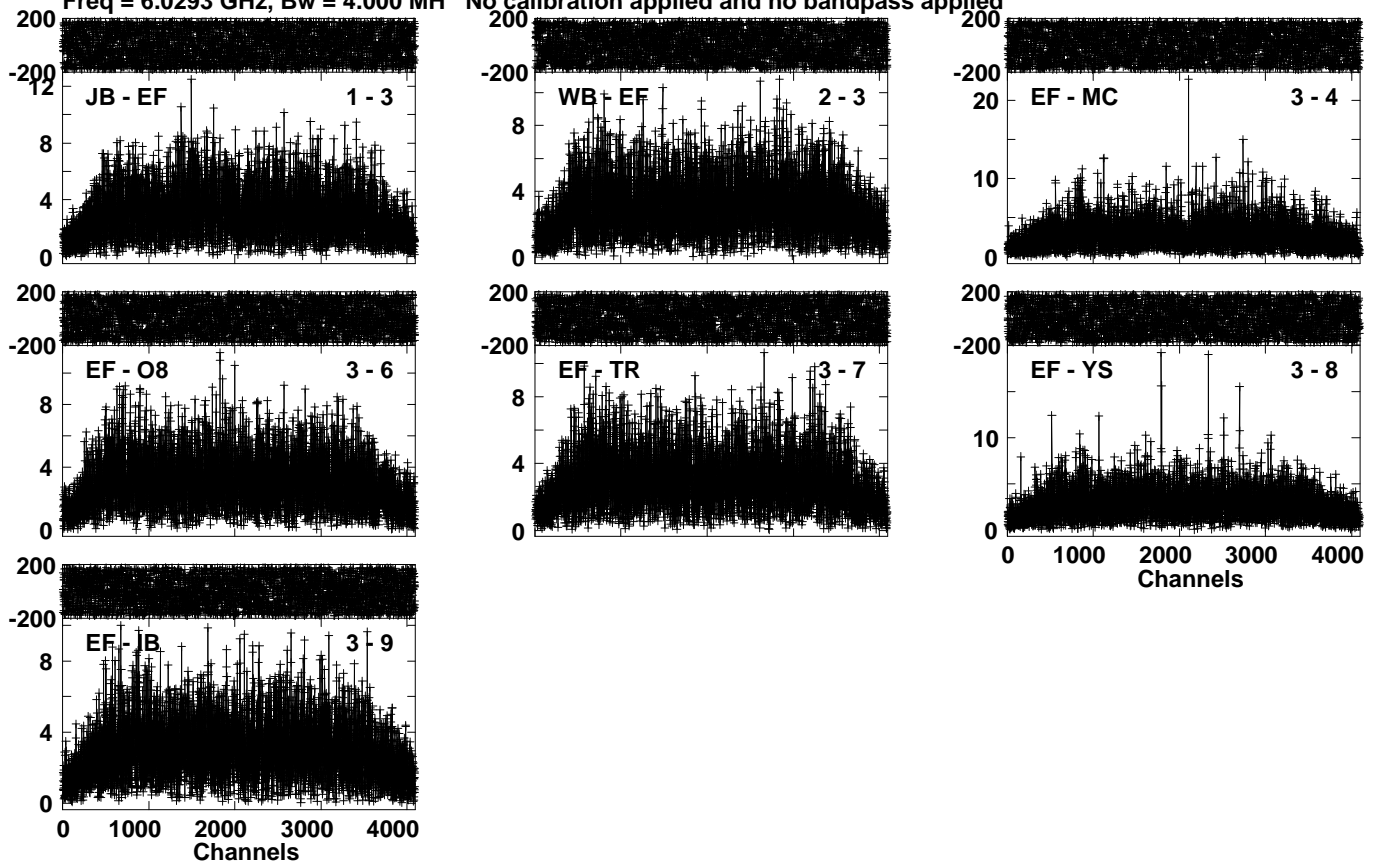 Freq = 6.0293 GHz, Bw = 4.000 MH No calibration applied and no bandpass applied
200 200 200
-200 -200 -200
JB - EF 1 - 3 WB - EF 2 - 3 EF - MC 3 - 4
12
8
4
0
8
4
0
20
10
0
200 200 200
-200 -200 -200
EF - O8 3 - 6 EF - TR 3 - 7 EF - YS 3 - 8
8
4
0
8
4
0
10
0
0 1000 2000 3000 4000
Channels
200
-200
EF - IB 3 - 9
8
4
0
0 1000 2000 3000 4000
Channels